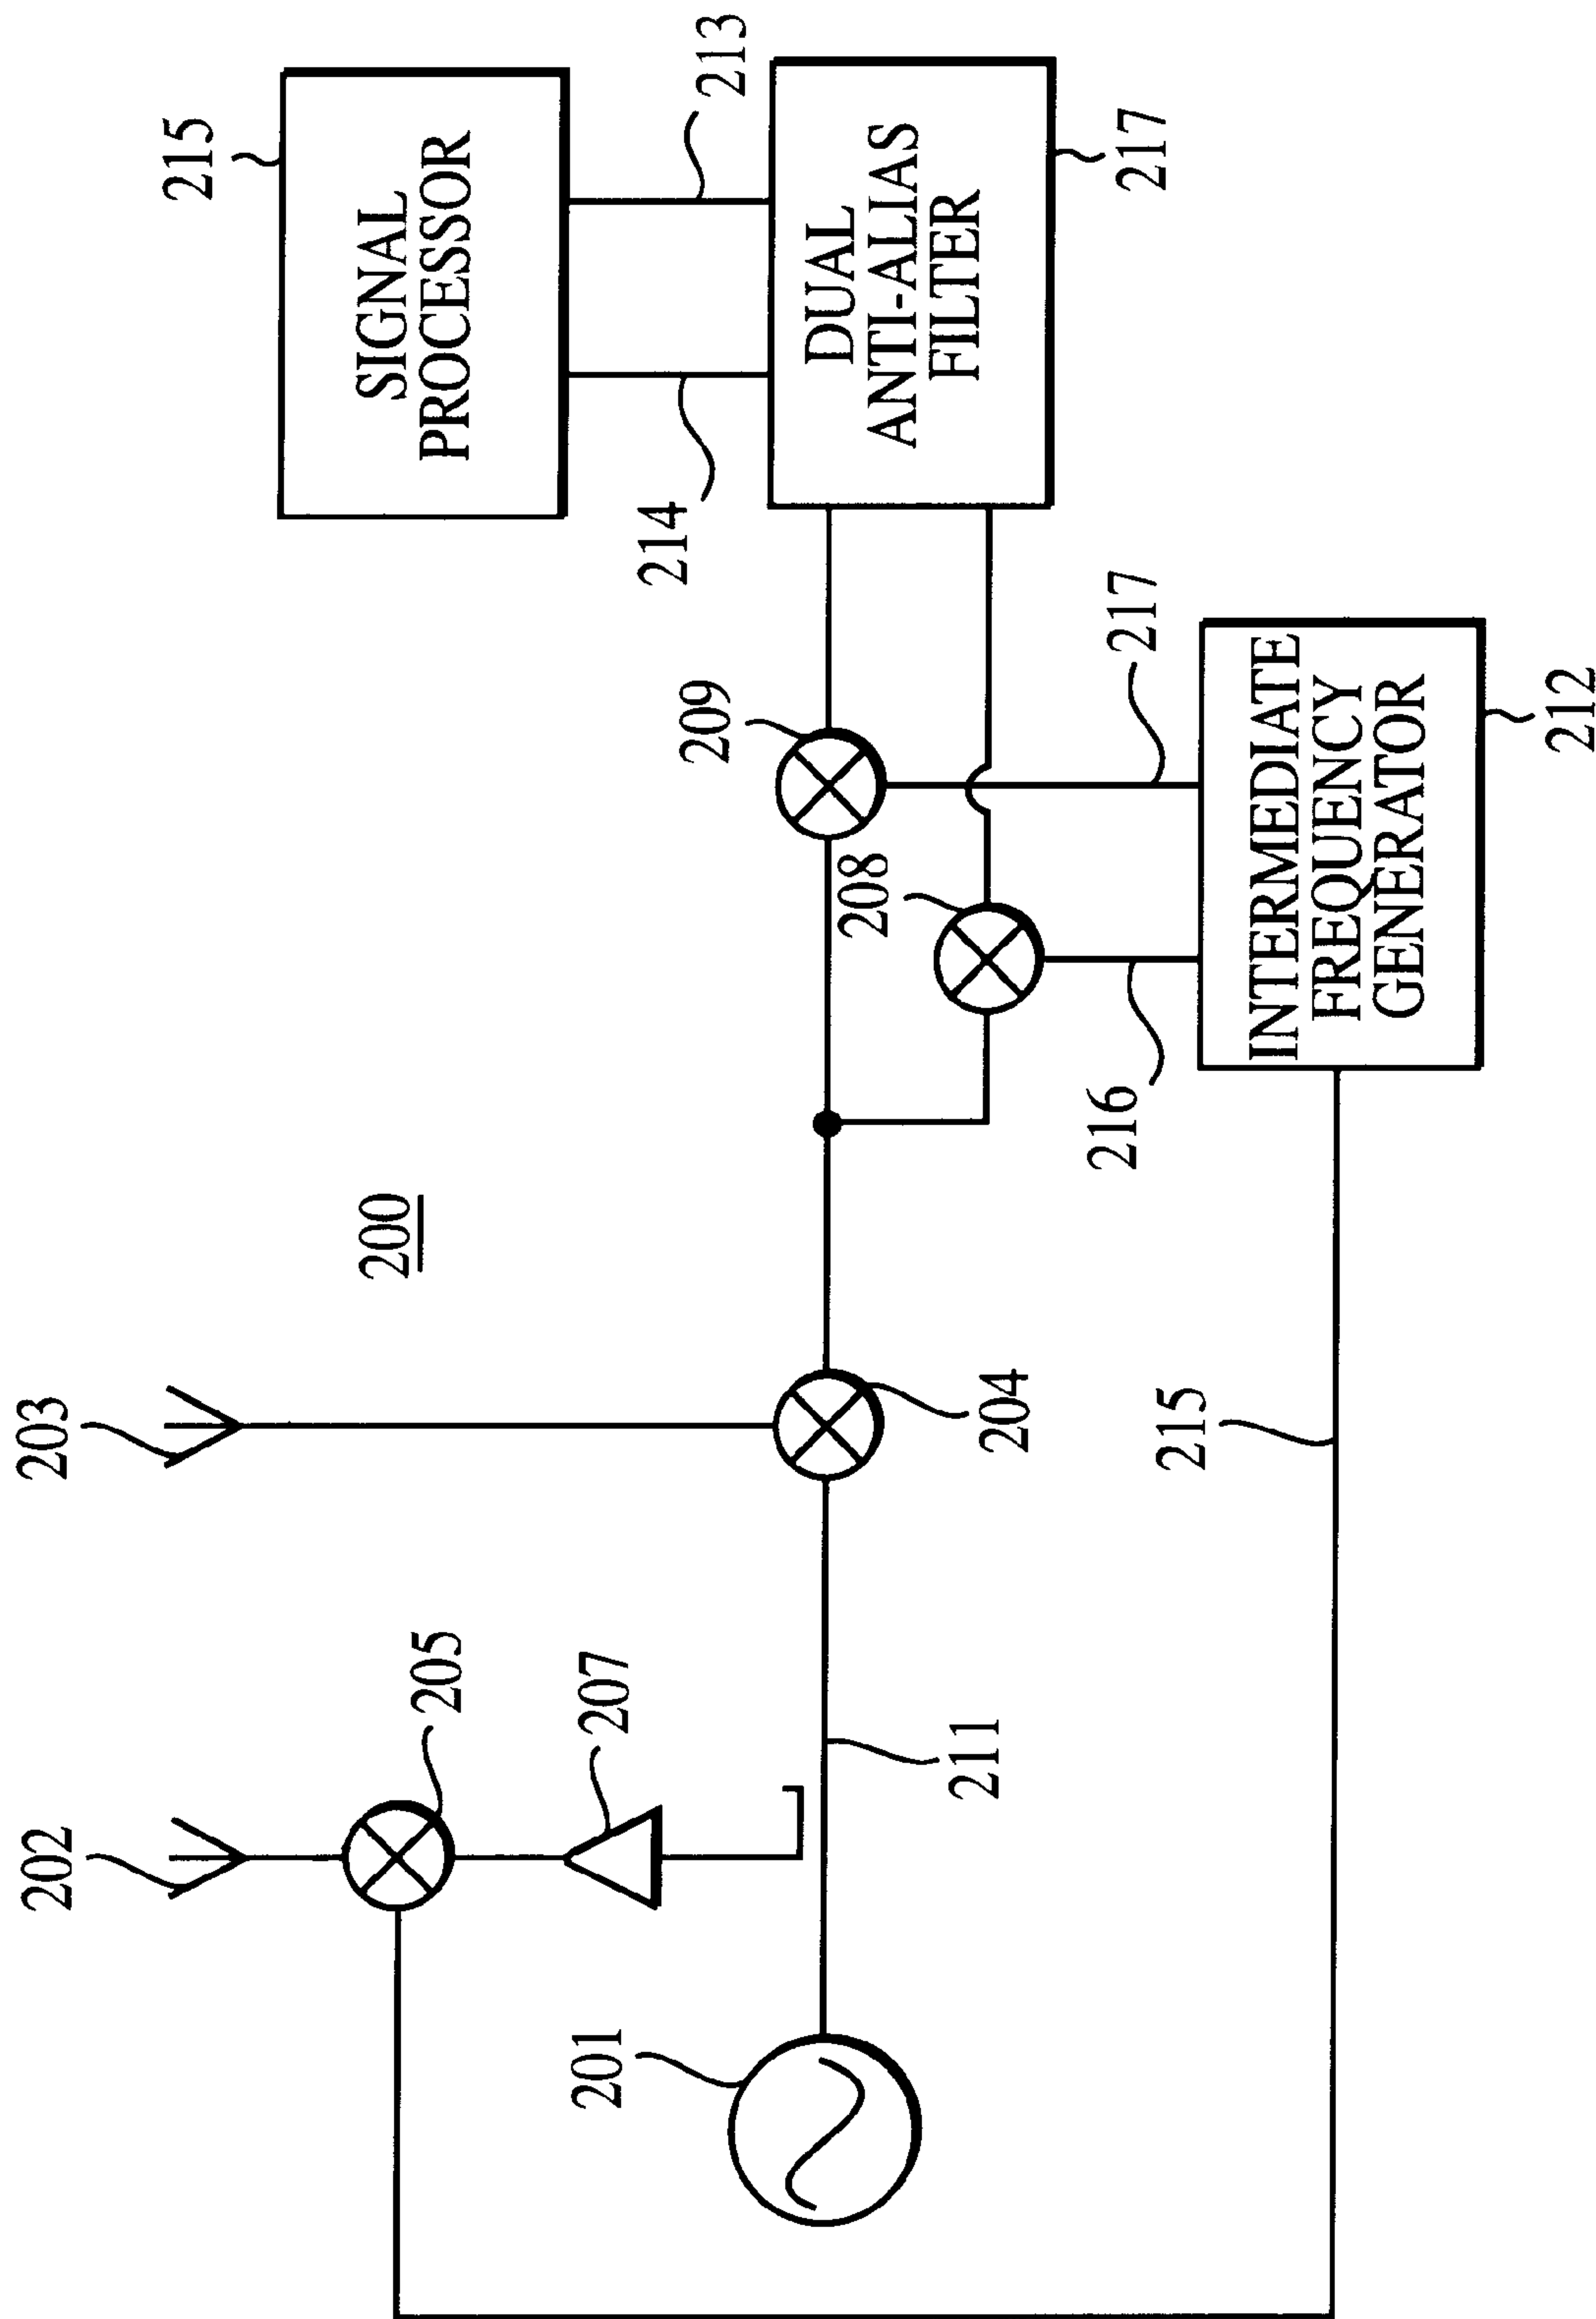 203
202
205
207
201
211
204
200
215
SIGNAL
PROCESSOR
213
214
DUAL
ANTI-ALIAS
FILTER
217
209
208
217
216
215
INTERMEDIATE
FREQUENCY
GENERATOR
212